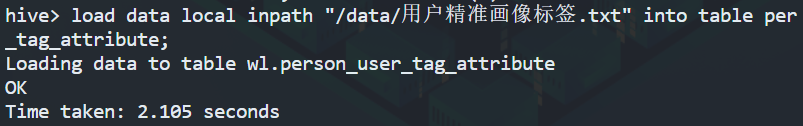 hive> load data local inpath "/data/用户精准画像标签.txt" into table per
_tag_attribute;
Loading data to table wl.person_user_tag_attribute
OK
Time taken: 2.105 seconds